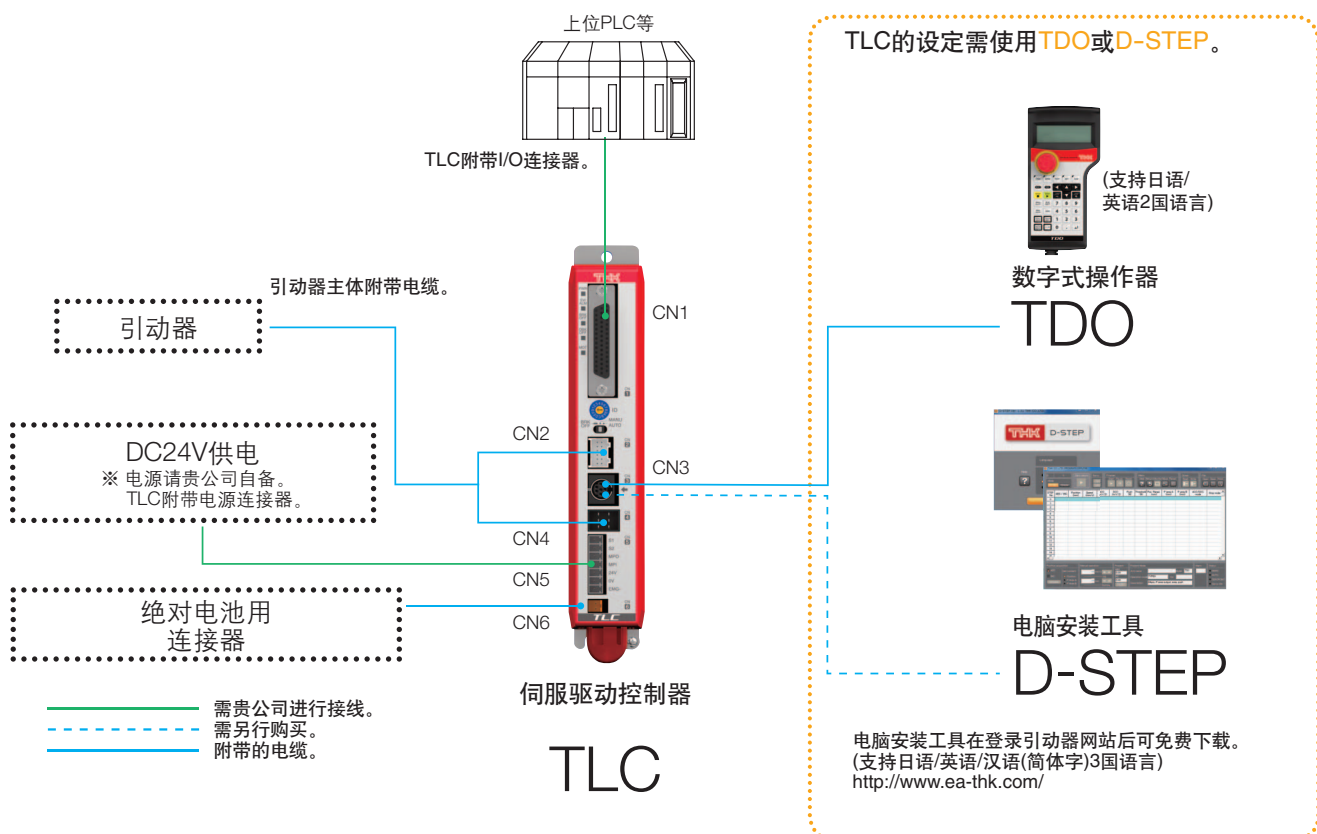 上位PLC等
TLC附带I/O连接器。
引动器主体附带电缆。
引动器
DC24V供电
※ 电源请贵公司自备。
TLC附带电源连接器。
绝对电池用
连接器
THK
CN1
ID
MANU
AUTO
CN2
CN3
CN4
CN5
CN6
TLC
伺服驱动控制器
TLC
需贵公司进行接线。
需另行购买。
附带的电缆。
TLC的设定需使用TDO或D-STEP。
TDO
(支持日语/
英语2国语言)
数字式操作器
TDO
THK D-STEP
电脑安装工具
D-STEP
电脑安装工具在登录引动器网站后可免费下载。
(支持日语/英语/汉语(简体字)3国语言)
http://www.ea-thk.com/